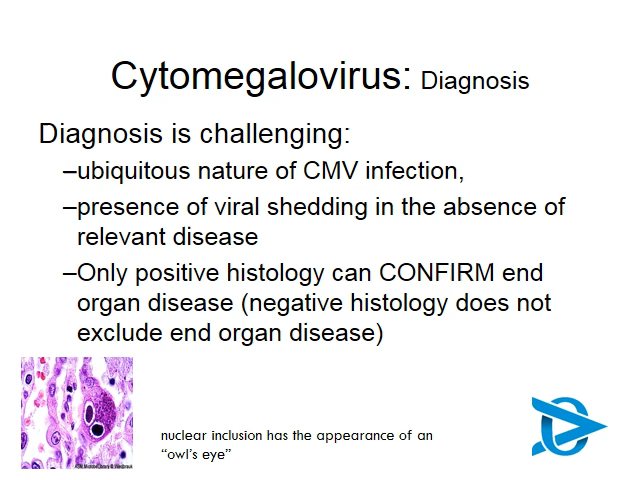 Cytomegalovirus: Diagnosis
Diagnosis is challenging:
–ubiquitous nature of CMV infection,
–presence of viral shedding in the absence of
relevant disease
–Only positive histology can CONFIRM end
organ disease (negative histology does not
exclude end organ disease)
nuclear inclusion has the appearance of an
“owl’s eye”